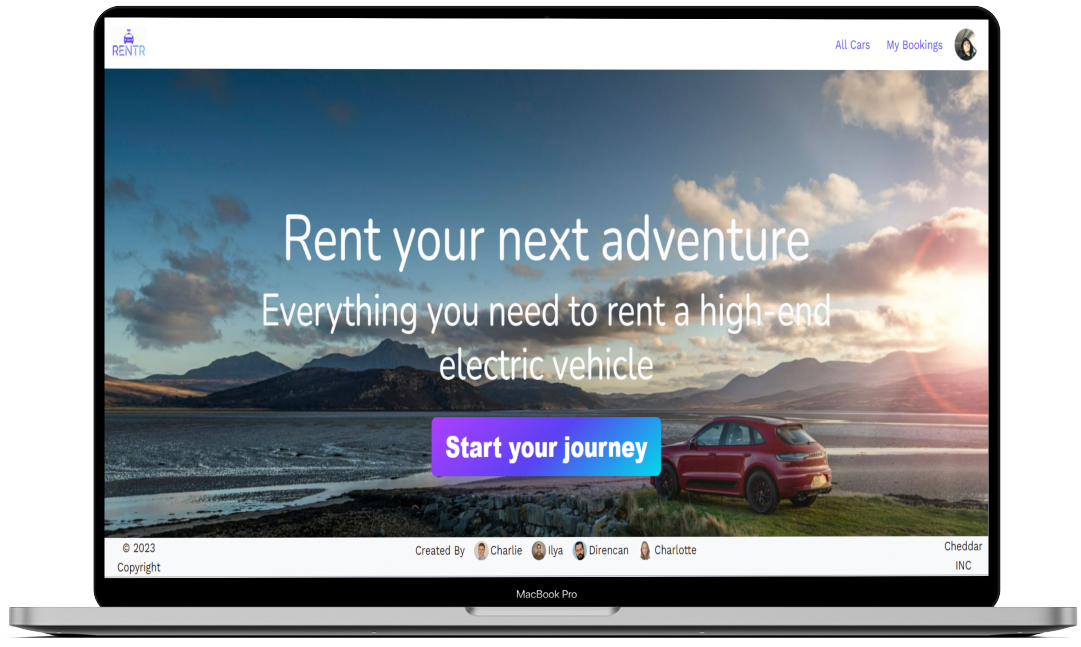 RENTR
All Cars My Bookings
Rent your next adventure
Everything you need to rent a high-end
electric vehicle
Start your journey
© 2023
Copyright
Created By Charlie Ilya Direncan Charlotte
Cheddar
INC
MacBook Pro